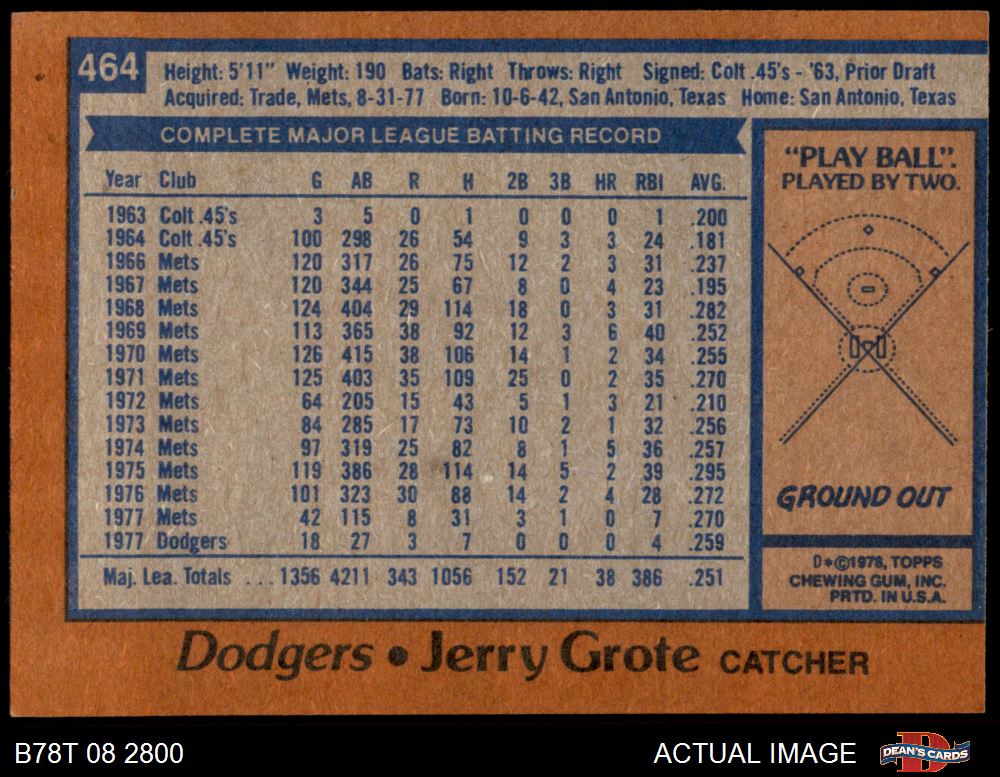 464
Height: 5'11" Weight: 190 Bats: Right Throws: Right Signed: Colt .45's - '63, Prior Draft
Acquired: Trade, Mets, 8-31-77 Born: 10-6-42, San Antonio, Texas Home: San Antonio, Texas
COMPLETE MAJOR LEAGUE BATTING RECORD
Year Club G AB R H 2B 3B HR RBI AVG.
1963 Colt .45's 3 5 0 1 0 0 0 1 .200
1964 Colt .45's 100 298 26 54 9 3 3 24 .181
1966 Mets 120 317 26 75 12 2 3 31 .237
1967 Mets 120 344 25 67 8 0 4 23 .195
1968 Mets 124 404 29 114 18 0 3 31 .282
1969 Mets 113 365 38 92 12 3 6 40 .252
1970 Mets 126 415 38 106 14 1 2 34 .255
1971 Mets 125 403 35 109 25 0 2 35 .270
1972 Mets 64 205 15 43 5 1 3 21 .210
1973 Mets 84 285 17 73 10 2 1 32 .256
1974 Mets 97 319 25 82 8 1 5 36 .257
1975 Mets 119 386 28 114 14 5 2 39 .295
1976 Mets 101 323 30 88 14 2 4 28 .272
1977 Mets 42 115 8 31 3 1 0 7 .270
1977 Dodgers 18 27 3 7 0 0 0 4 .259
Maj. Lea. Totals ... 1356 4211 343 1056 152 21 38 386 .251
"PLAY BALL".
PLAYED BY TWO.
GROUND OUT
D*©1978, TOPPS
CHEWING GUM, INC.
PRTD. IN U.S.A.
Dodgers • Jerry Grote CATCHER
B78T 08 2800
ACTUAL IMAGE
D
DEAN'S CARDS